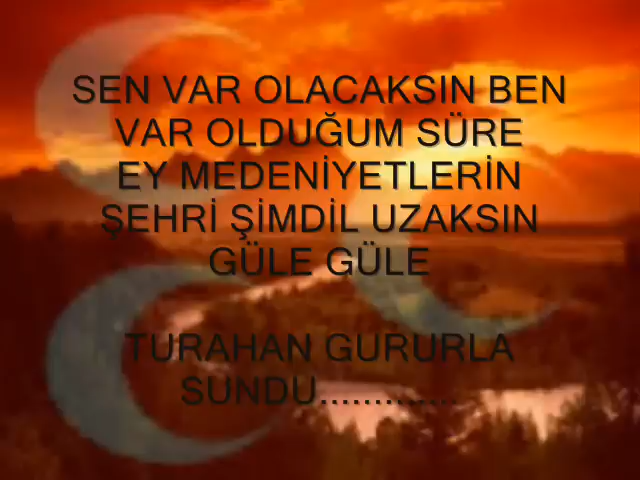 SEN VAR OLACAKSIN BEN
VAR OLDUĞUM SÜRE
EY MEDENİYETLERİN
ŞEHRİ ŞİMDİL UZAKSIN
GÜLE GÜLE
TURAHAN GURURLA
SUNDU.............